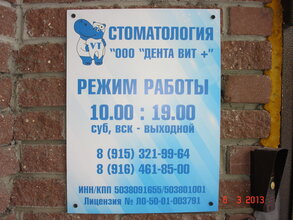 СТОМАТОЛОГИЯ
"ООО "ДЕНТА ВИТ +"
РЕЖИМ РАБОТЫ
10.00 : 19.00
суб, вск - выходной
8 (915) 321-99-64
8 (916) 461-85-00
ИНН/КПП 5038091655/503801001
Лицензия № ЛО-50-01-003791
3 2013